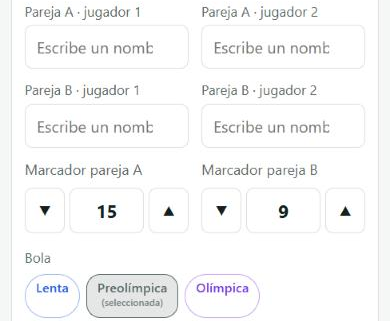 Pareja A · jugador 1 Pareja A · jugador 2
Escribe un nomb Escribe un nomb
Pareja B · jugador 1 Pareja B · jugador 2
Escribe un nomb Escribe un nomb
Marcador pareja A Marcador pareja B
▼ 15 ▲ ▼ 9 ▲
Bola
Lenta Preolímpica Olímpica
(seleccionada)